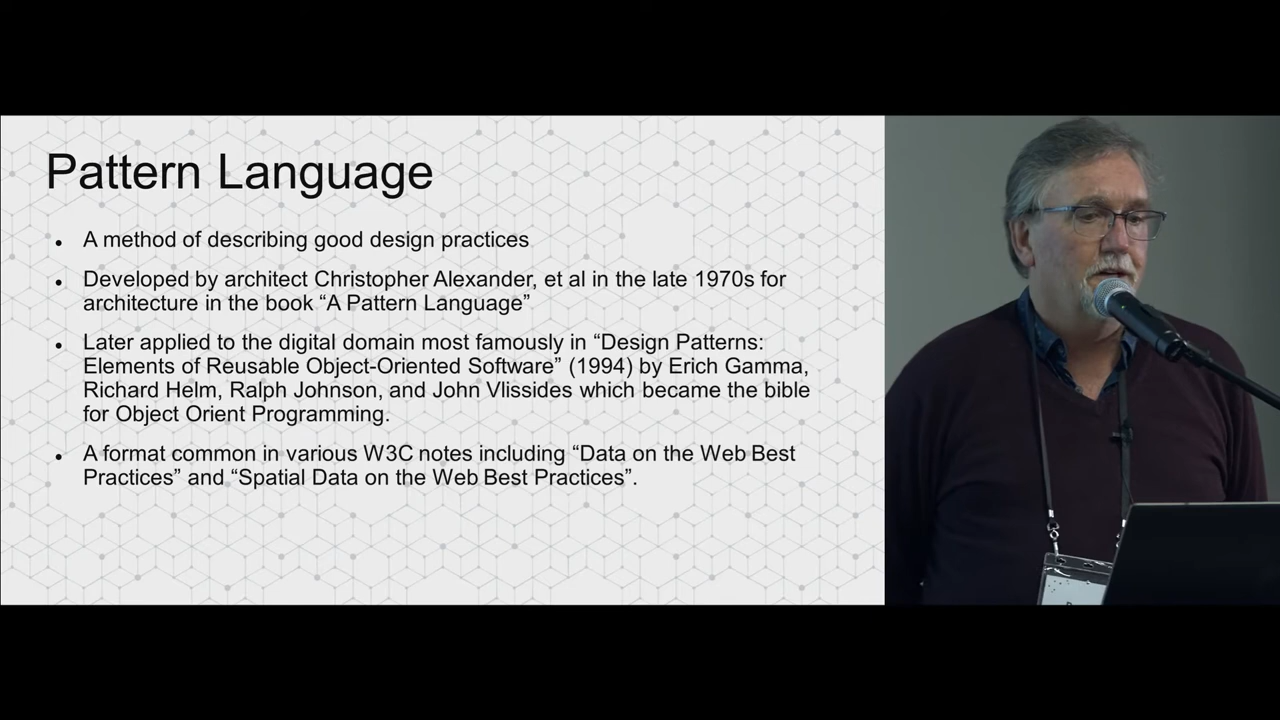 Pattern Language
• A method of describing good design practices
• Developed by architect Christopher Alexander, et al in the late 1970s for
architecture in the book “A Pattern Language”
• Later applied to the digital domain most famously in “Design Patterns:
Elements of Reusable Object-Oriented Software” (1994) by Erich Gamma,
Richard Helm, Ralph Johnson, and John Vlissides which became the bible
for Object Orient Programming.
• A format common in various W3C notes including “Data on the Web Best
Practices” and “Spatial Data on the Web Best Practices”.